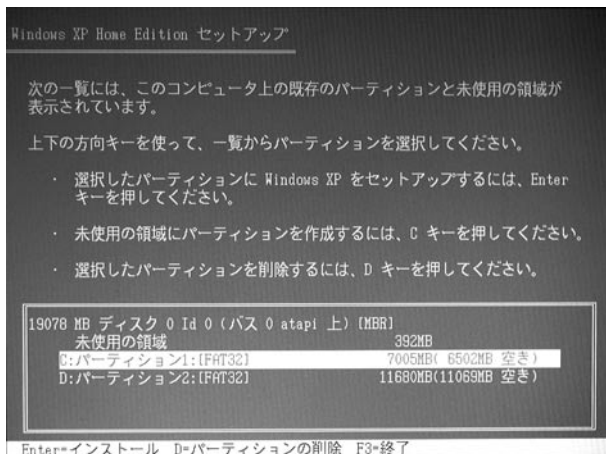 Windows XP Home Edition セットアップ
次の一覧には、このコンピュータ上の既存のパーティションと未使用の領域が
表示されています。
上下の方向キーを使って、一覧からパーティションを選択してください。
・ 選択したパーティションに Windows XP をセットアップするには、Enter
キーを押してください。
・ 未使用の領域にパーティションを作成するには、C キーを押してください。
・ 選択したパーティションを削除するには、D キーを押してください。
19078 MB ディスク 0 Id 0 (バス 0 atapi 上) [MBR]
未使用の領域 392MB
C:パーティション1:[FAT32] 7005MB( 6502MB 空き)
D:パーティション2:[FAT32] 11680MB(11069MB 空き)
Enter=インストール D=パーティションの削除 F3=終了